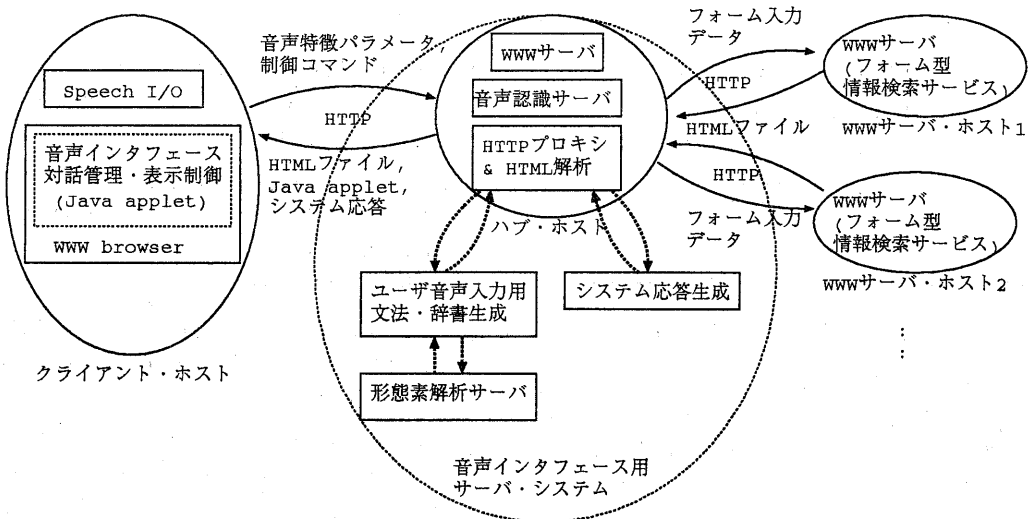 Speech I/O
音声インタフェース
対話管理・表示制御
(Java applet)
WWW browser
クライアント・ホスト
音声特徴パラメータ,
制御コマンド
HTTP
HTMLファイル,
Java applet,
システム応答
WWWサーバ
音声認識サーバ
HTTPプロキシ
& HTML解析
ハブ・ホスト
ユーザ音声入力用
文法・辞書生成
システム応答生成
形態素解析サーバ
音声インタフェース用
サーバ・システム
フォーム入力
データ
HTTP
HTMLファイル
HTTP
フォーム入力
データ
WWWサーバ
(フォーム型
情報検索サービス)
WWWサーバ・ホスト1
WWWサーバ
(フォーム型
情報検索サービス)
WWWサーバ・ホスト2